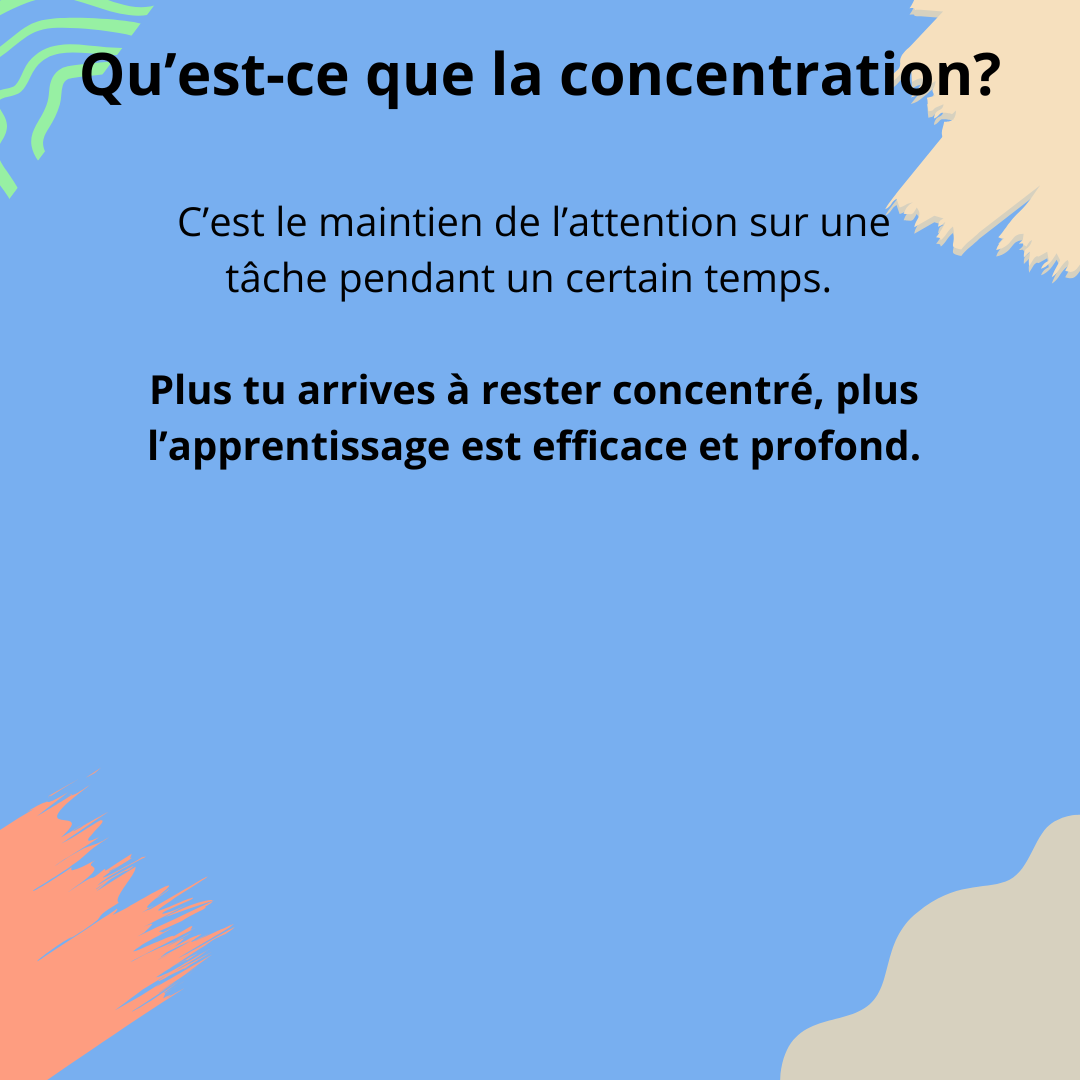 Qu’est-ce que la concentration?
C’est le maintien de l’attention sur une
tâche pendant un certain temps.
Plus tu arrives à rester concentré, plus
l’apprentissage est efficace et profond.